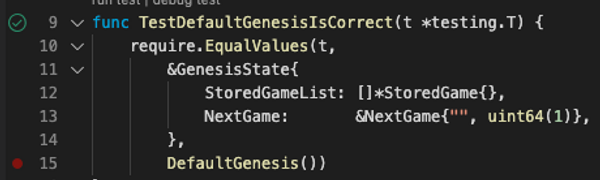 run test | debug test
9 func TestDefaultGenesisIsCorrect(t *testing.T) {
10 require.EqualValues(t,
11 &GenesisState{
12 StoredGameList: []*StoredGame{},
13 NextGame: &NextGame{"", uint64(1)},
14 },
15 DefaultGenesis())